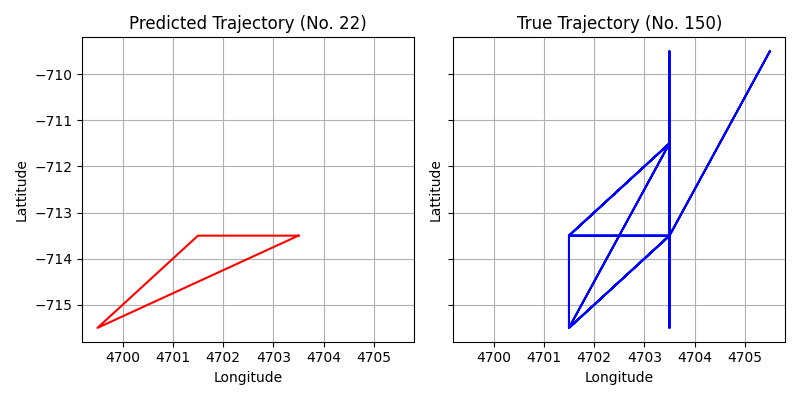 Predicted Trajectory (No. 22)
True Trajectory (No. 150)
Lattitude
−710
−711
−712
−713
−714
−715
4700 4701 4702 4703 4704 4705
Longitude
Lattitude
4700 4701 4702 4703 4704 4705
Longitude